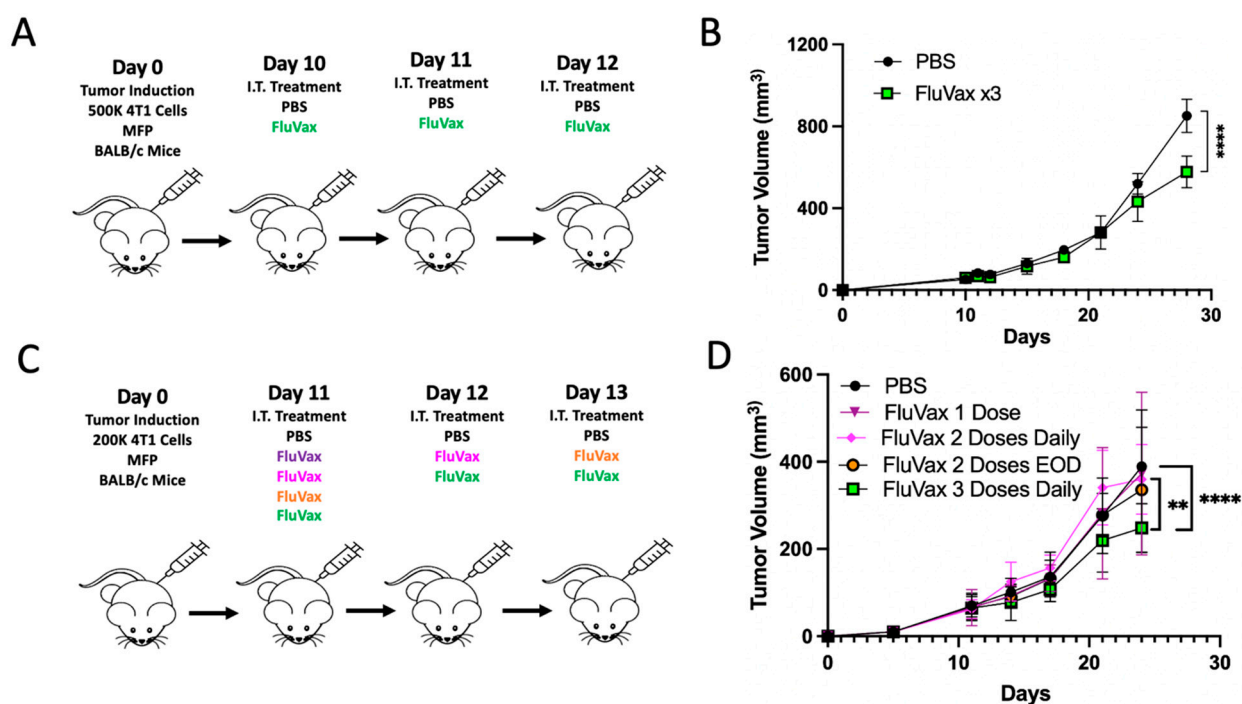 A
Day 0
Tumor Induction
500K 4T1 Cells
MFP
BALB/c Mice
Day 10
I.T. Treatment
PBS
FluVax
Day 11
I.T. Treatment
PBS
FluVax
Day 12
I.T. Treatment
PBS
FluVax
B
Tumor Volume (mm³)
1200
800
400
0
PBS
FluVax x3
****
0
10
20
30
Days
C
Day 0
Tumor Induction
200K 4T1 Cells
MFP
BALB/c Mice
Day 11
I.T. Treatment
PBS
FluVax
FluVax
FluVax
FluVax
Day 12
I.T. Treatment
PBS
FluVax
FluVax
Day 13
I.T. Treatment
PBS
FluVax
FluVax
D
Tumor Volume (mm³)
600
400
200
0
PBS
FluVax 1 Dose
FluVax 2 Doses Daily
FluVax 2 Doses EOD
FluVax 3 Doses Daily
**
****
0
10
20
30
Days